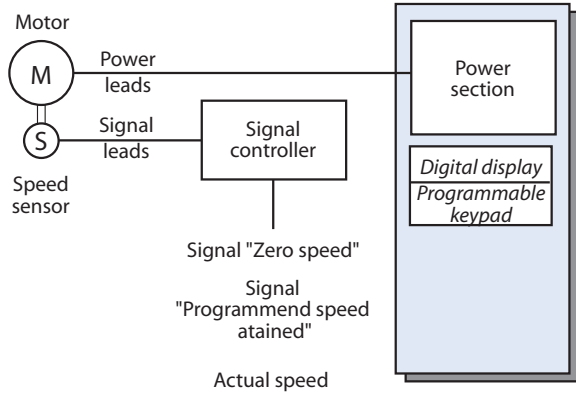 Motor
M
Power
leads
Power
section
S
Signal
leads
Signal
controller
Speed
sensor
Digital display
Programmable
keypad
Signal "Zero speed"
Signal
"Programmend speed
atained"
Actual speed